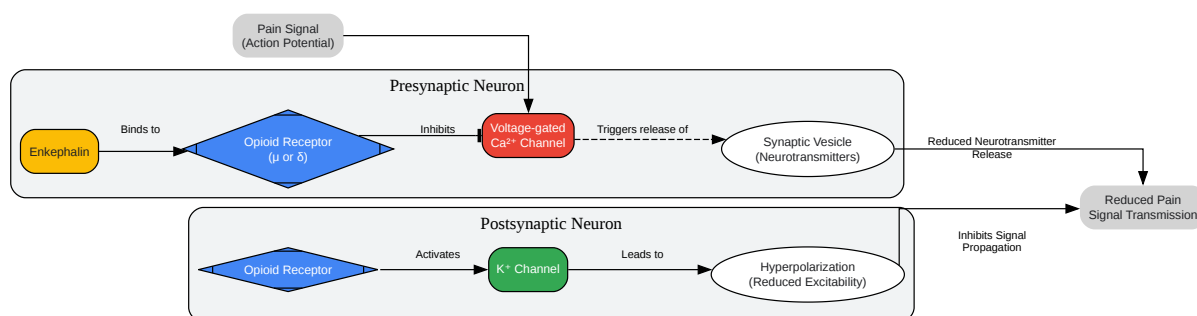 Pain Signal
(Action Potential)
Presynaptic Neuron
Enkephalin
Binds to
Opioid Receptor
(μ or δ)
Inhibits
Voltage-gated
Ca²⁺ Channel
Triggers release of
Synaptic Vesicle
(Neurotransmitters)
Reduced Neurotransmitter
Release
Reduced Pain
Signal Transmission
Postsynaptic Neuron
Opioid Receptor
Activates
K⁺ Channel
Leads to
Hyperpolarization
(Reduced Excitability)
Inhibits Signal
Propagation